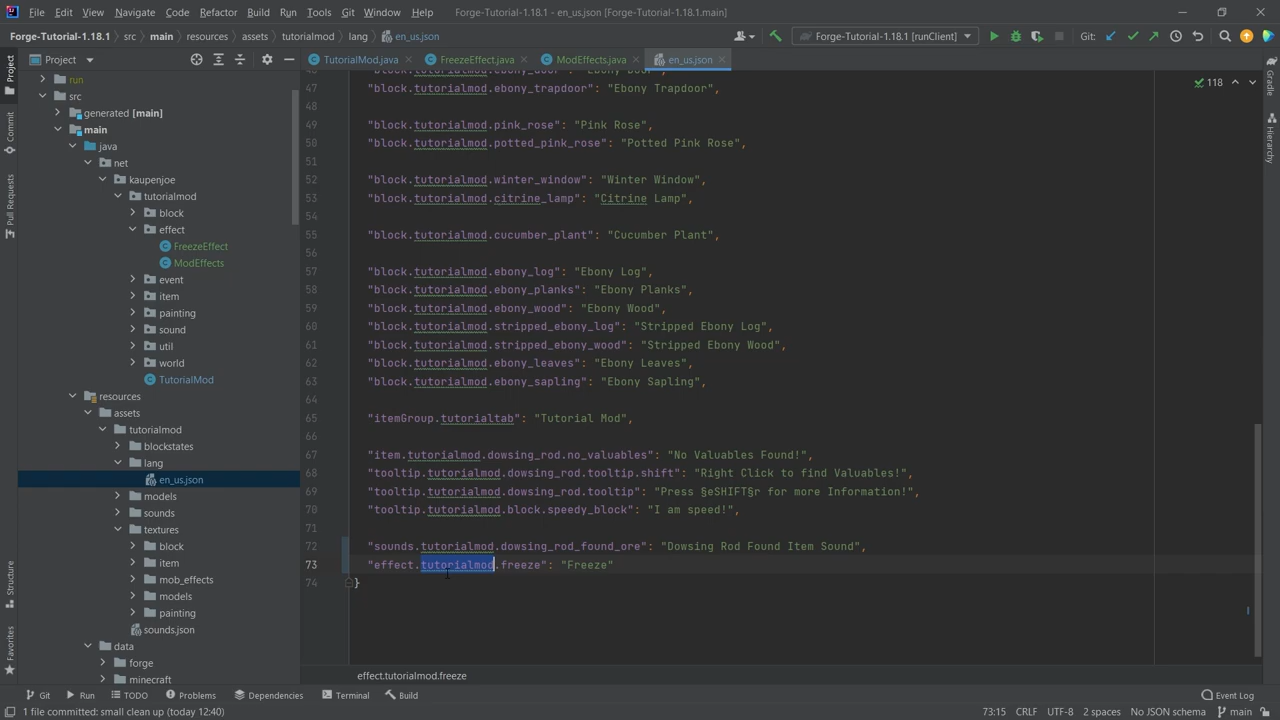 File Edit View Navigate Code Refactor Build Run Tools Git Window Help Forge-Tutorial-1.18.1 - en_us.json [Forge-Tutorial-1.18.1.main]
Forge-Tutorial-1.18.1 src main resources assets tutorialmod lang en_us.json Forge-Tutorial-1.18.1 [runClient] Git:
Project TutorialMod.java FreezeEffect.java ModEffects.java en_us.json
Project
Commit
Pull Requests
Structure
Favorites
Gradle
Hierarchy
run
src
generated [main]
main
java
net
kaupenjoe
tutorialmod
block
effect
FreezeEffect
ModEffects
event
item
painting
sound
util
world
TutorialMod
resources
assets
tutorialmod
blockstates
lang
en_us.json
models
sounds
textures
block
item
mob_effects
models
painting
sounds.json
data
forge
minecraft
118
46 "block.tutorialmod.ebony_door": "Ebony Door",
47 "block.tutorialmod.ebony_trapdoor": "Ebony Trapdoor",
48
49 "block.tutorialmod.pink_rose": "Pink Rose",
50 "block.tutorialmod.potted_pink_rose": "Potted Pink Rose",
51
52 "block.tutorialmod.winter_window": "Winter Window",
53 "block.tutorialmod.citrine_lamp": "Citrine Lamp",
54
55 "block.tutorialmod.cucumber_plant": "Cucumber Plant",
56
57 "block.tutorialmod.ebony_log": "Ebony Log",
58 "block.tutorialmod.ebony_planks": "Ebony Planks",
59 "block.tutorialmod.ebony_wood": "Ebony Wood",
60 "block.tutorialmod.stripped_ebony_log": "Stripped Ebony Log",
61 "block.tutorialmod.stripped_ebony_wood": "Stripped Ebony Wood",
62 "block.tutorialmod.ebony_leaves": "Ebony Leaves",
63 "block.tutorialmod.ebony_sapling": "Ebony Sapling",
64
65 "itemGroup.tutorialtab": "Tutorial Mod",
66
67 "item.tutorialmod.dowsing_rod.no_valuables": "No Valuables Found!",
68 "tooltip.tutorialmod.dowsing_rod.tooltip.shift": "Right Click to find Valuables!",
69 "tooltip.tutorialmod.dowsing_rod.tooltip": "Press §eSHIFT§r for more Information!",
70 "tooltip.tutorialmod.block.speedy_block": "I am speed!",
71
72 "sounds.tutorialmod.dowsing_rod_found_ore": "Dowsing Rod Found Item Sound",
73 "effect.tutorialmod.freeze": "Freeze"
74 }
effect.tutorialmod.freeze
Git Run TODO Problems Dependencies Terminal Build Event Log
1 file committed: small clean up (today 12:40) 73:15 CRLF UTF-8 2 spaces No JSON schema main